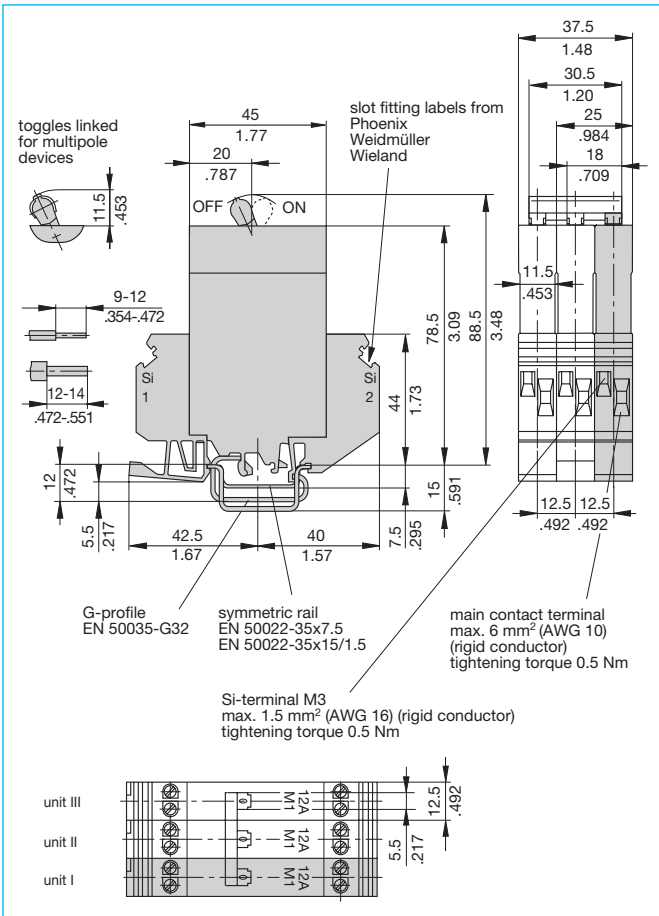 37.5
1.48
30.5
1.20
25
.984
18
.709
45
1.77
20
.787
slot fitting labels from
Phoenix
Weidmüller
Wieland
toggles linked
for multipole
devices
11.5
.453
OFF
ON
9-12
.354-.472
12-14
.472-.551
Si
1
Si
2
44
1.73
78.5
3.09
88.5
3.48
11.5
.453
12
.472
5.5
.217
42.5
1.67
40
1.57
7.5
.295
15
.591
12.5
.492
12.5
.492
G-profile
EN 50035-G32
symmetric rail
EN 50022-35x7.5
EN 50022-35x15/1.5
main contact terminal
max. 6 mm² (AWG 10)
(rigid conductor)
tightening torque 0.5 Nm
Si-terminal M3
max. 1.5 mm² (AWG 16) (rigid conductor)
tightening torque 0.5 Nm
unit III
12A
M1
unit II
12A
M1
unit I
12A
M1
5.5
.217
12.5
.492